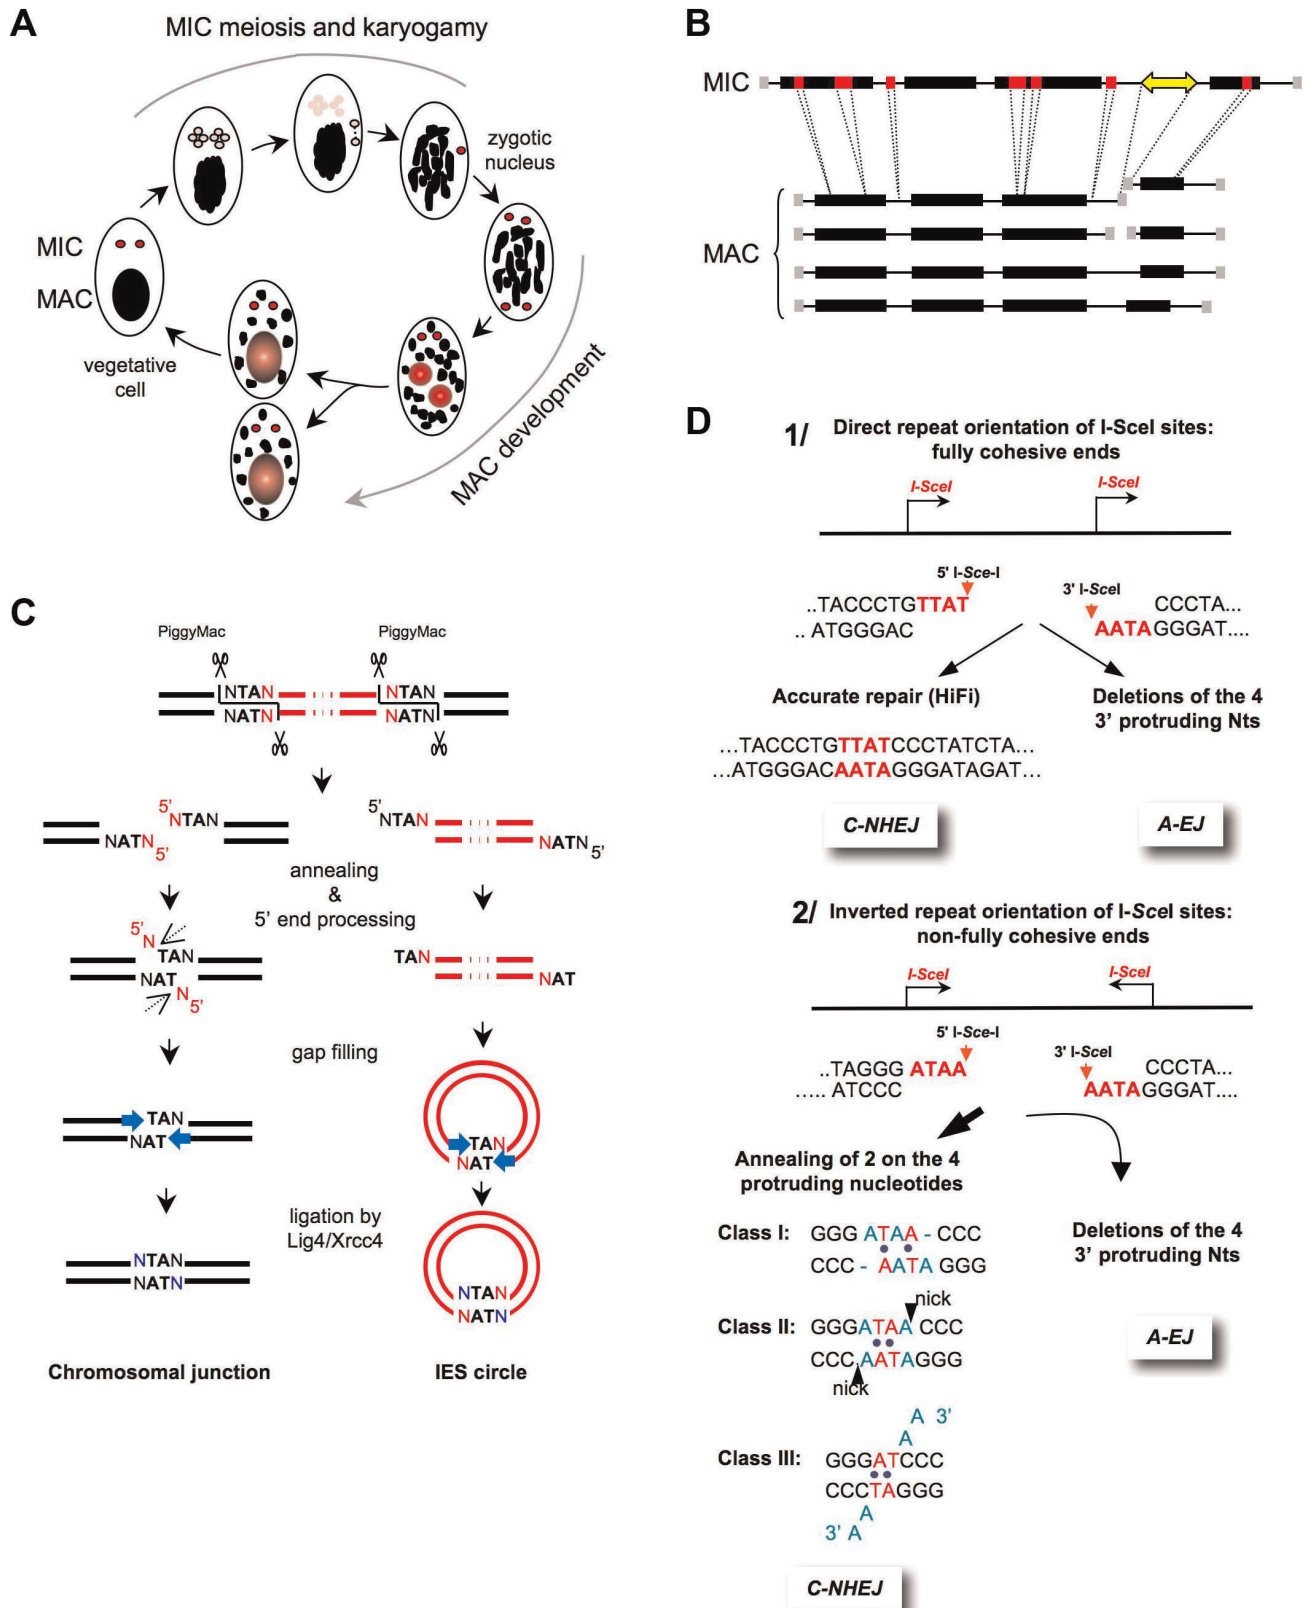 A
MIC meiosis and karyogamy
zygotic
nucleus
MIC
MAC
vegetative
cell
MAC development
B
MIC
MAC
C
PiggyMac PiggyMac
NTAN NTAN
NATN NATN
5' 5'
NTAN NTAN
NATN NATN
5' 5'
annealing
&
5' end processing
5'
N
TAN TAN
NAT NAT
N 5'
gap filling
TAN TAN
NAT NAT
ligation by
Lig4/Xrcc4
NTAN NTAN
NATN NATN
Chromosomal junction IES circle
D
1/ Direct repeat orientation of I-SceI sites:
fully cohesive ends
I-SceI I-SceI
5' I-Sce-I 3' I-SceI
..TACCCTGTTAT CCCTA...
.. ATGGGAC AATAGGGAT....
Accurate repair (HiFi) Deletions of the 4
3' protruding Nts
...TACCCTGTTATCCCTATCTA...
...ATGGGACAATAGGGATAGAT...
C-NHEJ A-EJ
2/ Inverted repeat orientation of I-SceI sites:
non-fully cohesive ends
I-SceI I-SceI
5' I-Sce-I 3' I-SceI
..TAGGG ATAA CCCTA...
..... ATCCC AATAGGGAT....
Annealing of 2 on the 4
protruding nucleotides
Deletions of the 4
3' protruding Nts
A-EJ
Class I: GGG ATAA - CCC
CCC - AATA GGG
nick
Class II: GGGATAA CCC
CCC AATAGGG
nick
A 3'
A
Class III: GGGATCCC
CCCTAGGG
A
3' A
C-NHEJ